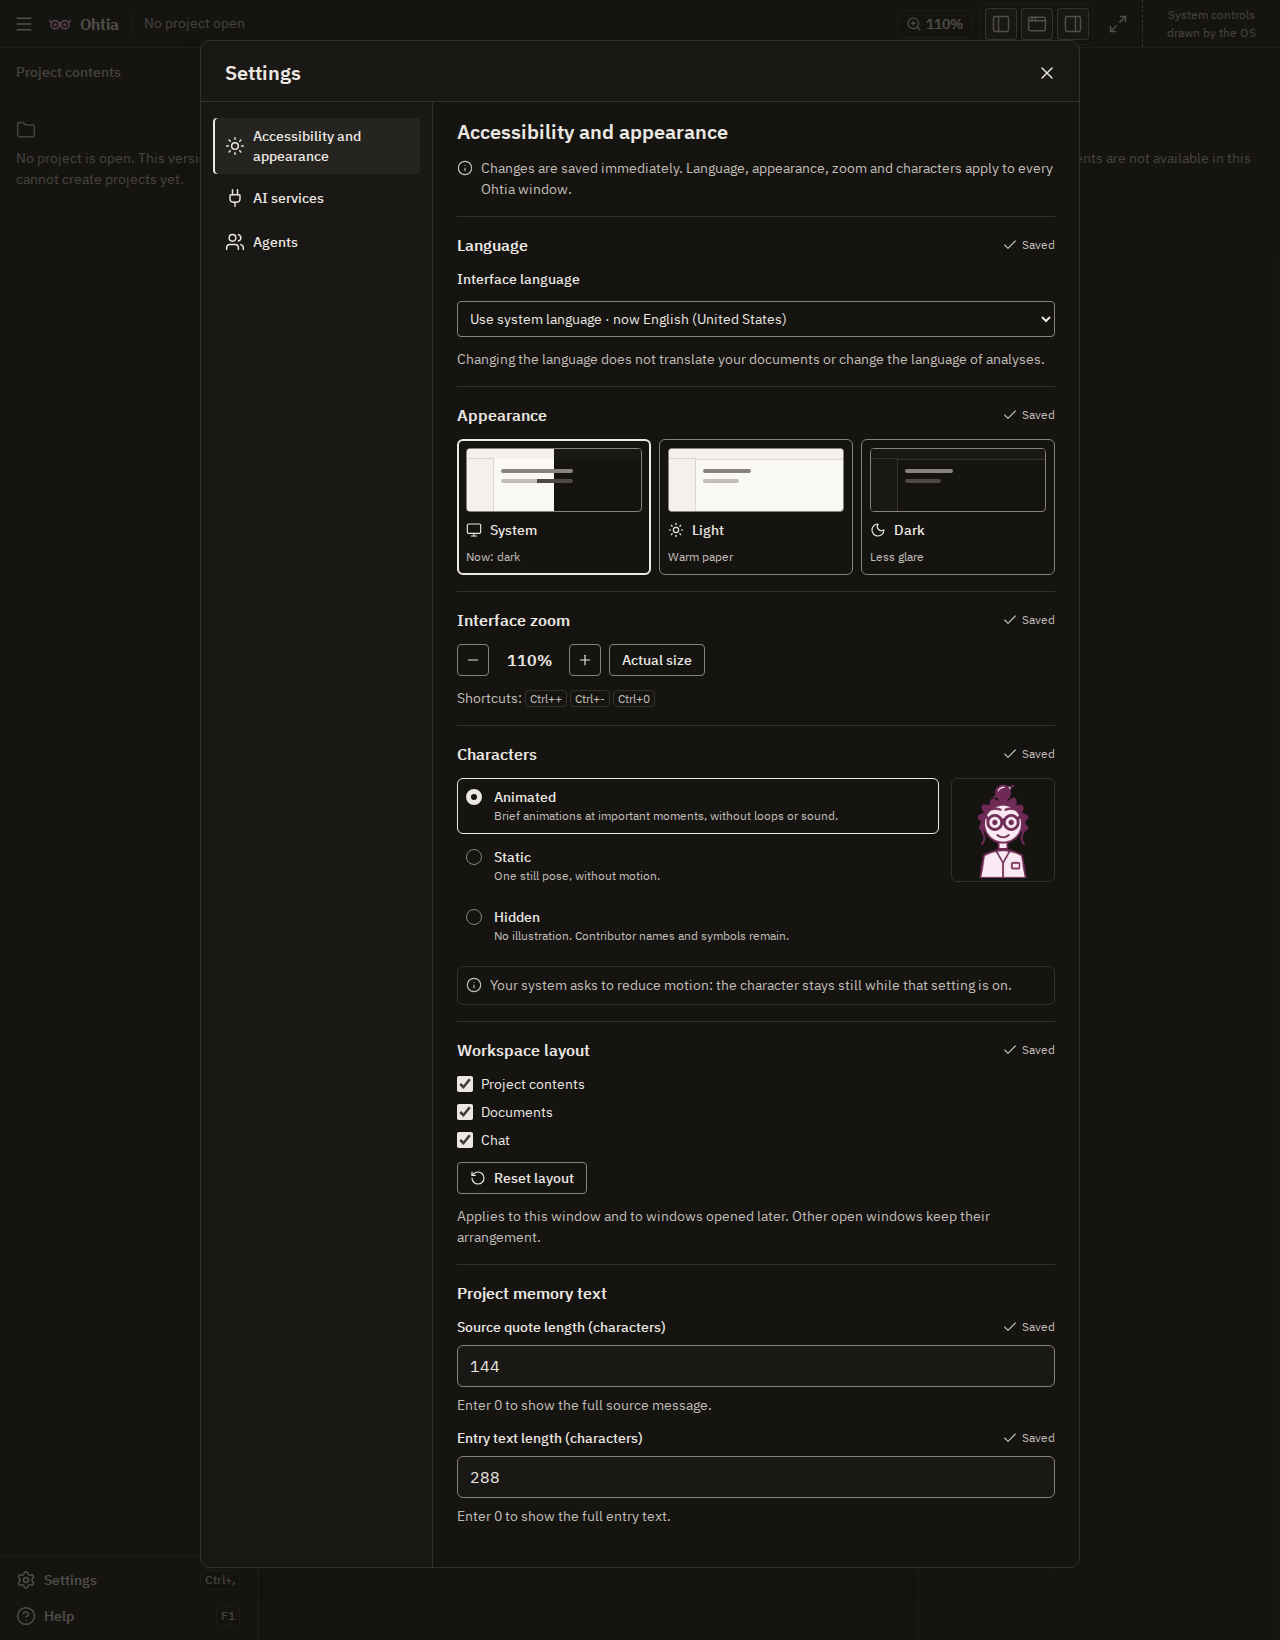 Ohtia
No project open
110%
System controls
drawn by the OS
Project contents
No project is open. This versi
cannot create projects yet.
ents are not available in this
Settings
Accessibility and
appearance
AI services
Agents
Accessibility and appearance
Changes are saved immediately. Language, appearance, zoom and characters apply to every
Ohtia window.
Language
Saved
Interface language
Use system language · now English (United States)
Changing the language does not translate your documents or change the language of analyses.
Appearance
Saved
System
Now: dark
Light
Warm paper
Dark
Less glare
Interface zoom
Saved
110%
Actual size
Shortcuts: Ctrl++ Ctrl+- Ctrl+0
Characters
Saved
Animated
Brief animations at important moments, without loops or sound.
Static
One still pose, without motion.
Hidden
No illustration. Contributor names and symbols remain.
Your system asks to reduce motion: the character stays still while that setting is on.
Workspace layout
Saved
Project contents
Documents
Chat
Reset layout
Applies to this window and to windows opened later. Other open windows keep their
arrangement.
Project memory text
Source quote length (characters)
Saved
144
Enter 0 to show the full source message.
Entry text length (characters)
Saved
288
Enter 0 to show the full entry text.
Settings
Ctrl+,
Help
F1